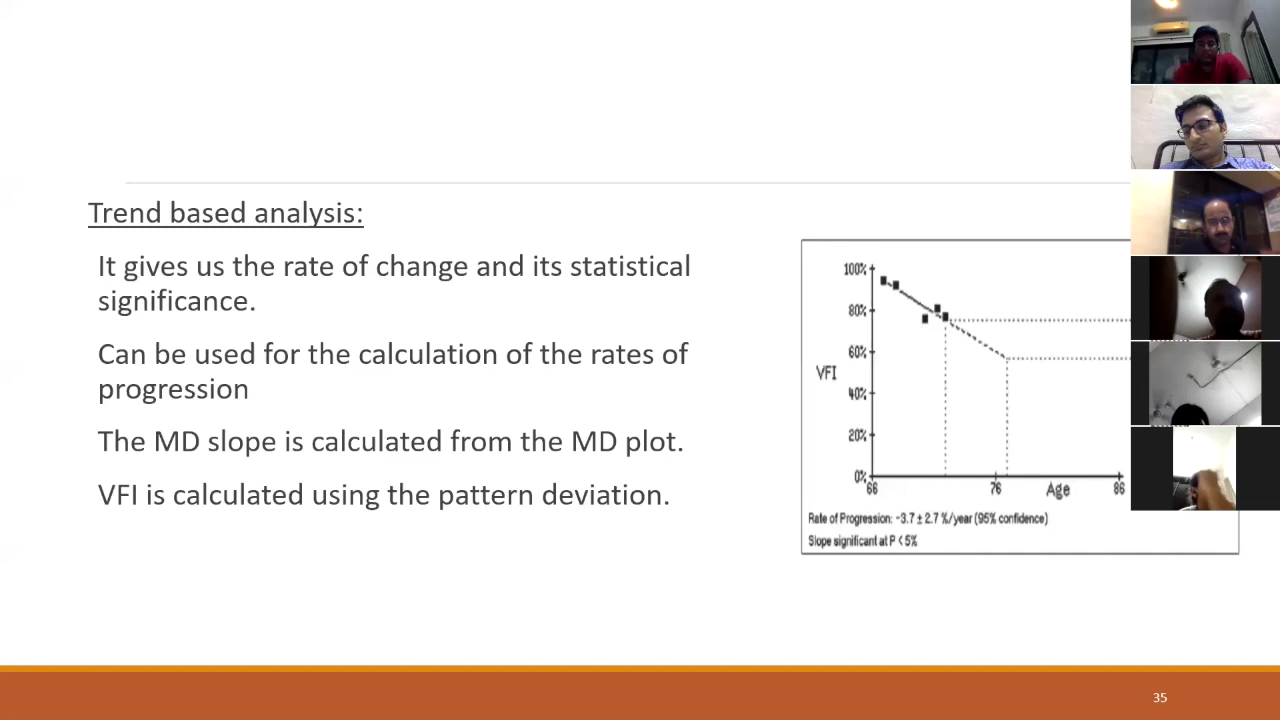 Trend based analysis:
It gives us the rate of change and its statistical
significance.
Can be used for the calculation of the rates of
progression
The MD slope is calculated from the MD plot.
VFI is calculated using the pattern deviation.
100%
80%
60%
VFI
40%
20%
0%
66
76
Age
86
Rate of Progression: -3.7 ± 2.7 %/year (95% confidence)
Slope significant at P < 5%
35